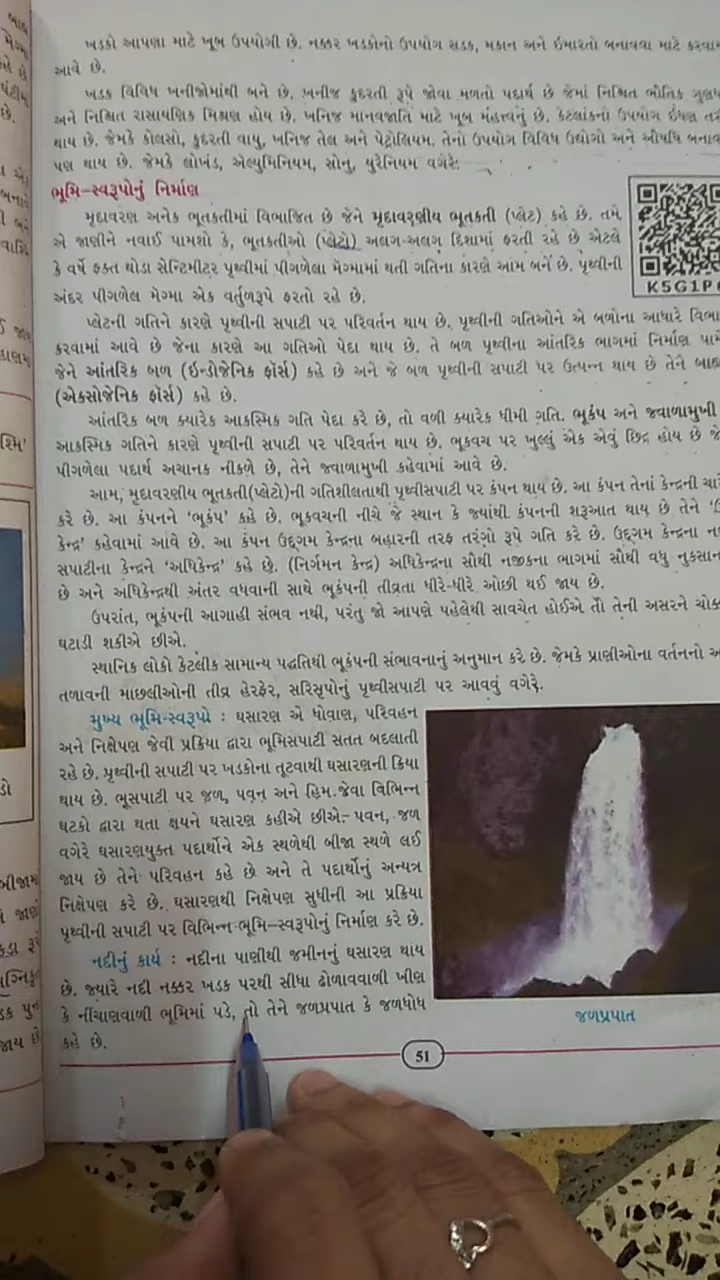 ખડકો આપણા માટે ખૂબ ઉપયોગી છે. નક્કર ખડકોનો ઉપયોગ સડક, મકાન અને ઇમારતો બનાવવા માટે
આવે છે.
ખડક વિવિધ ખનીજોમાંથી બને છે. ખનીજ કુદરતી રૂપે જોવા મળતો પદાર્થ છે જેમાં નિશ્ચિત ભૌતિક
અને નિશ્ચિત રાસાયણિક મિશ્રણ હોય છે. ખનિજ માનવજાતિ માટે ખૂબ મહત્ત્વનું છે. કેટલાંકનો ઉપયોગ ઈંધણ
થાય છે. જેમકે કોલસો, કુદરતી વાયુ, ખનિજ તેલ અને પેટ્રોલિયમ. તેનો ઉપયોગ વિવિધ ઉદ્યોગો અને ઔષધિ
પણ થાય છે. જેમકે લોખંડ, એલ્યુમિનિયમ, સોનુ, યુરેનિયમ વગેરે.
ભૂમિ-સ્વરૂપોનું નિર્માણ
મૃદાવરણ અનેક ભૂતકતીમાં વિભાજિત છે જેને મૃદાવરણીય ભૂતકતી (પ્લેટ) કહે છે. તમે
એ જાણીને નવાઈ પામશો કે, ભૂતકતીઓ (પ્લેટો) અલગ-અલગ દિશામાં ફરતી રહે છે એટલે
કે વર્ષે ફક્ત થોડા સેન્ટિમીટર પૃથ્વીમાં પીગળેલા મેગ્મામાં થતી ગતિના કારણે આમ બને છે. પૃથ્વીની
અંદર પીગળેલ મેગ્મા એક વર્તુળરૂપે ફરતો રહે છે.
પ્લેટની ગતિને કારણે પૃથ્વીની સપાટી પર પરિવર્તન થાય છે. પૃથ્વીની ગતિઓને એ બળોના આધારે
કરવામાં આવે છે જેના કારણે આ ગતિઓ પેદા થાય છે. તે બળ પૃથ્વીના આંતરિક ભાગમાં નિર્માણ
જેને આંતરિક બળ (ઇન્ડોજેનિક ફૉર્સ) કહે છે અને જે બળ પૃથ્વીની સપાટી પર ઉત્પન્ન થાય છે તેને
(એક્સોજેનિક ફૉર્સ) કહે છે.
આંતરિક બળ ક્યારેક આકસ્મિક ગતિ પેદા કરે છે, તો વળી ક્યારેક ધીમી ગતિ. ભૂકંપ અને જ્વાળામુખી
આકસ્મિક ગતિને કારણે પૃથ્વીની સપાટી પર પરિવર્તન થાય છે. ભૂકવચ પર ખુલ્લું એક એવું છિદ્ર હોય છે
પીગળેલા પદાર્થ અચાનક નીકળે છે, તેને જ્વાળામુખી કહેવામાં આવે છે.
આમ, મૃદાવરણીય ભૂતકતી(પ્લેટો)ની ગતિશીલતાથી પૃથ્વીસપાટી પર કંપન થાય છે. આ કંપન તેનાં કેન્દ્રની
કરે છે. આ કંપનને ‘ભૂકંપ’ કહે છે. ભૂકવચની નીચે જે સ્થાન કે જ્યાંથી કંપનની શરૂઆત થાય છે તેને
કેન્દ્ર’ કહેવામાં આવે છે. આ કંપન ઉદ્દગમ કેન્દ્રના બહારની તરફ તરંગો રૂપે ગતિ કરે છે. ઉદ્દગમ કેન્દ્રના
સપાટીના કેન્દ્રને ‘અધિકેન્દ્ર’ કહે છે. (નિર્ગમન કેન્દ્ર) અધિકેન્દ્રના સૌથી નજીકના ભાગમાં સૌથી વધુ નુકસાન
છે અને અધિકેન્દ્રથી અંતર વધવાની સાથે ભૂકંપની તીવ્રતા ધીરે-ધીરે ઓછી થઈ જાય છે.
ઉપરાંત, ભૂકંપની આગાહી સંભવ નથી, પરંતુ જો આપણે પહેલેથી સાવચેત હોઈએ તો તેની અસરને
ઘટાડી શકીએ છીએ.
સ્થાનિક લોકો કેટલીક સામાન્ય પદ્ધતિથી ભૂકંપની સંભાવનાનું અનુમાન કરે છે. જેમકે પ્રાણીઓના વર્તનનો
તળાવની માછલીઓની તીવ્ર હેરફેર, સરિસૃપોનું પૃથ્વીસપાટી પર આવવું વગેરે.
મુખ્ય ભૂમિ-સ્વરૂપો : ઘસારણ એ ધોવાણ, પરિવહન
અને નિક્ષેપણ જેવી પ્રક્રિયા દ્વારા ભૂમિસપાટી સતત બદલાતી
રહે છે. પૃથ્વીની સપાટી પર ખડકોના તૂટવાથી ઘસારણની ક્રિયા
થાય છે. ભૂસપાટી પર જળ, પવન અને હિમ જેવા વિભિન્ન
ઘટકો દ્વારા થતા ક્ષયને ઘસારણ કહીએ છીએ. પવન, જળ
વગેરે ઘસારણયુક્ત પદાર્થોને એક સ્થળેથી બીજા સ્થળે લઈ
જાય છે તેને પરિવહન કહે છે અને તે પદાર્થોનું અન્યત્ર
નિક્ષેપણ કરે છે. ઘસારણથી નિક્ષેપણ સુધીની આ પ્રક્રિયા
પૃથ્વીની સપાટી પર વિભિન્ન ભૂમિ-સ્વરૂપોનું નિર્માણ કરે છે.
નદીનું કાર્ય : નદીના પાણીથી જમીનનું ઘસારણ થાય
છે. જ્યારે નદી નક્કર ખડક પરથી સીધા ઢોળાવવાળી ખીણ
કે નીચાણવાળી ભૂમિમાં પડે, તો તેને જળપ્રપાત કે જળધોધ
કહે છે.
જળપ્રપાત
51